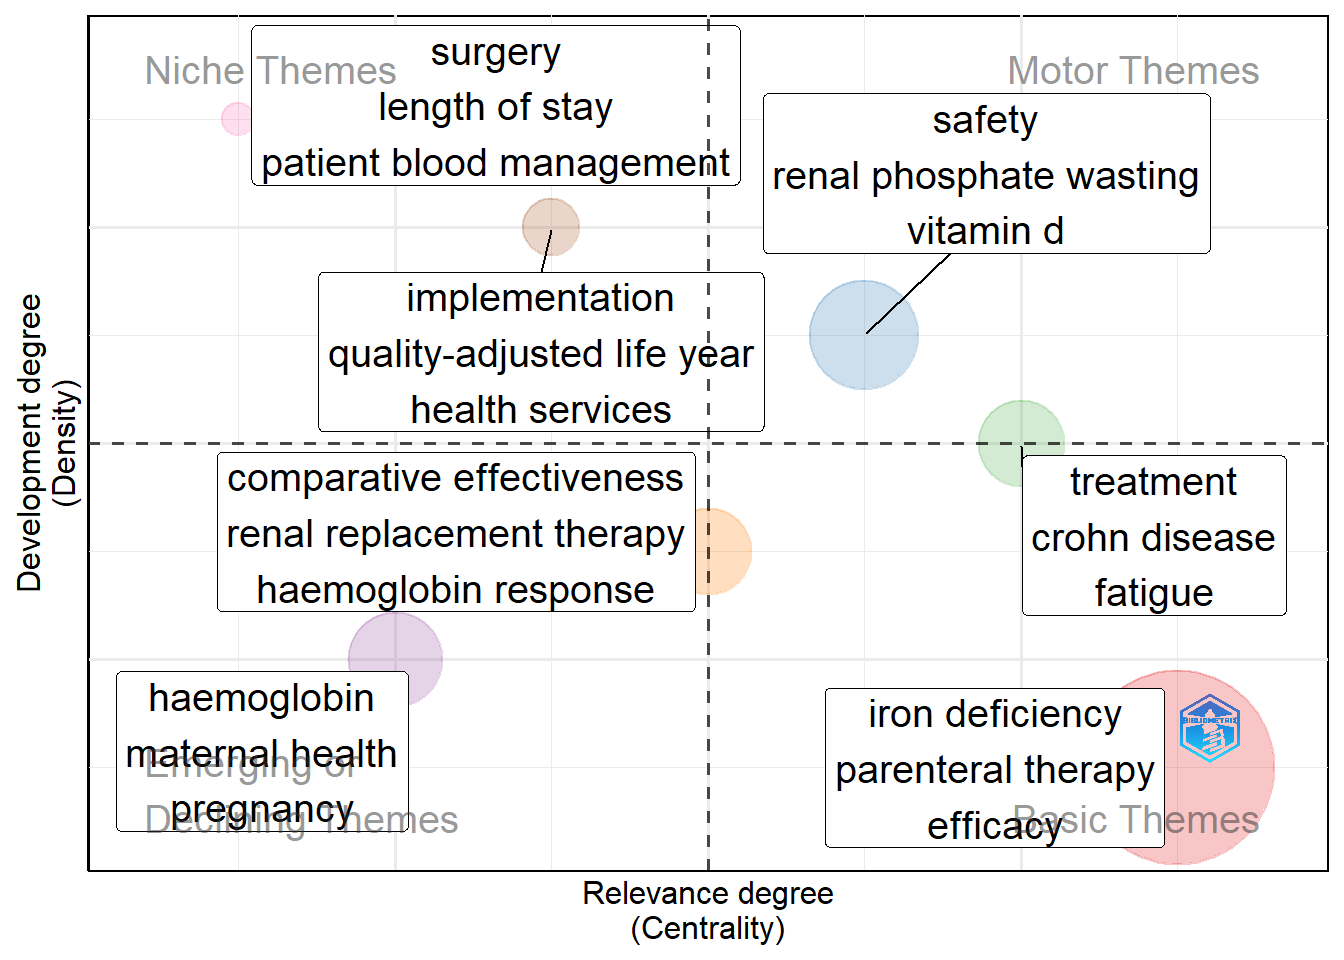 Niche Themes
Motor Themes
surgery
length of stay
patient blood management
safety
renal phosphate wasting
vitamin d
implementation
quality-adjusted life year
health services
Development degree
(Density)
comparative effectiveness
renal replacement therapy
haemoglobin response
treatment
crohn disease
fatigue
haemoglobin
maternal health
pregnancy
Emerging or
Declining Themes
iron deficiency
parenteral therapy
efficacy
BIBLIOMETRIX
Basic Themes
Relevance degree
(Centrality)